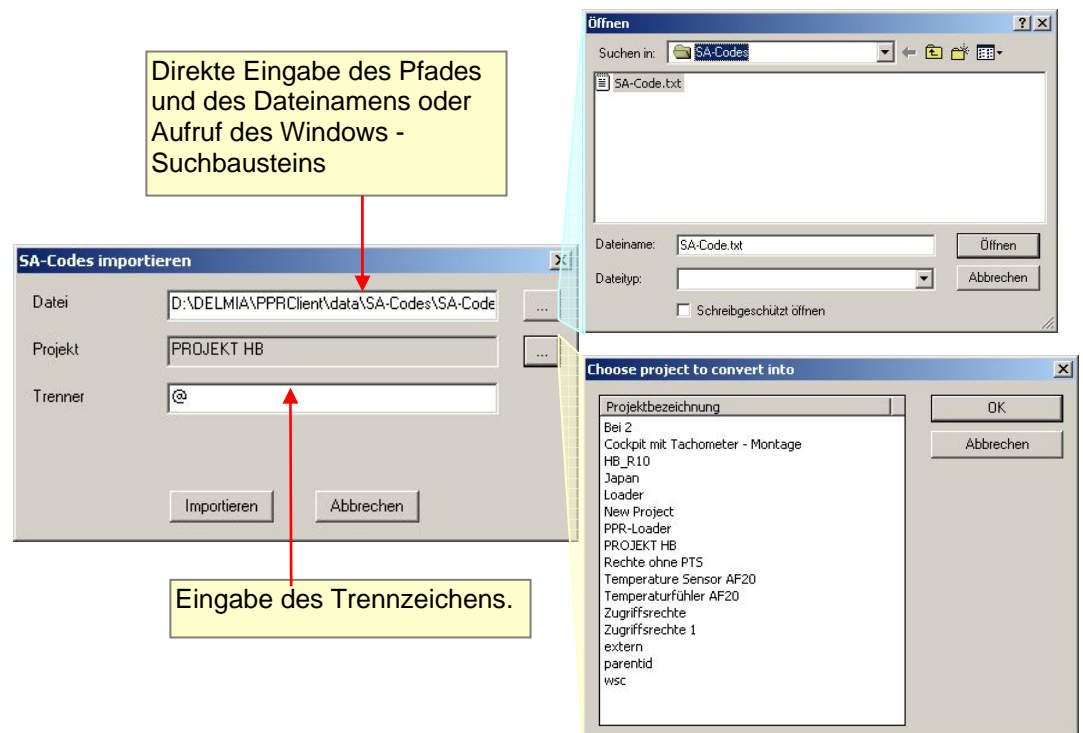 Direkte Eingabe des Pfades
und des Dateinamens oder
Aufruf des Windows -
Suchbausteins
SA-Codes importieren
Datei
D:\DELMIA\PPRClient\data\SA-Codes\SA-Code
...
Projekt
PROJEKT HB
...
Trenner
@
Importieren
Abbrechen
Eingabe des Trennzeichens.
Öffnen
Suchen in:
SA-Codes
SA-Code.txt
Dateiname:
SA-Code.txt
Öffnen
Dateityp:
Abbrechen
Schreibgeschützt öffnen
Choose project to convert into
Projektbezeichnung
OK
Abbrechen
Bei 2
Cockpit mit Tachometer - Montage
HB_R10
Japan
Loader
New Project
PPR-Loader
PROJEKT HB
Rechte ohne PTS
Temperature Sensor AF20
Temperaturfühler AF20
Zugriffsrechte
Zugriffsrechte 1
extern
parentid
wsc